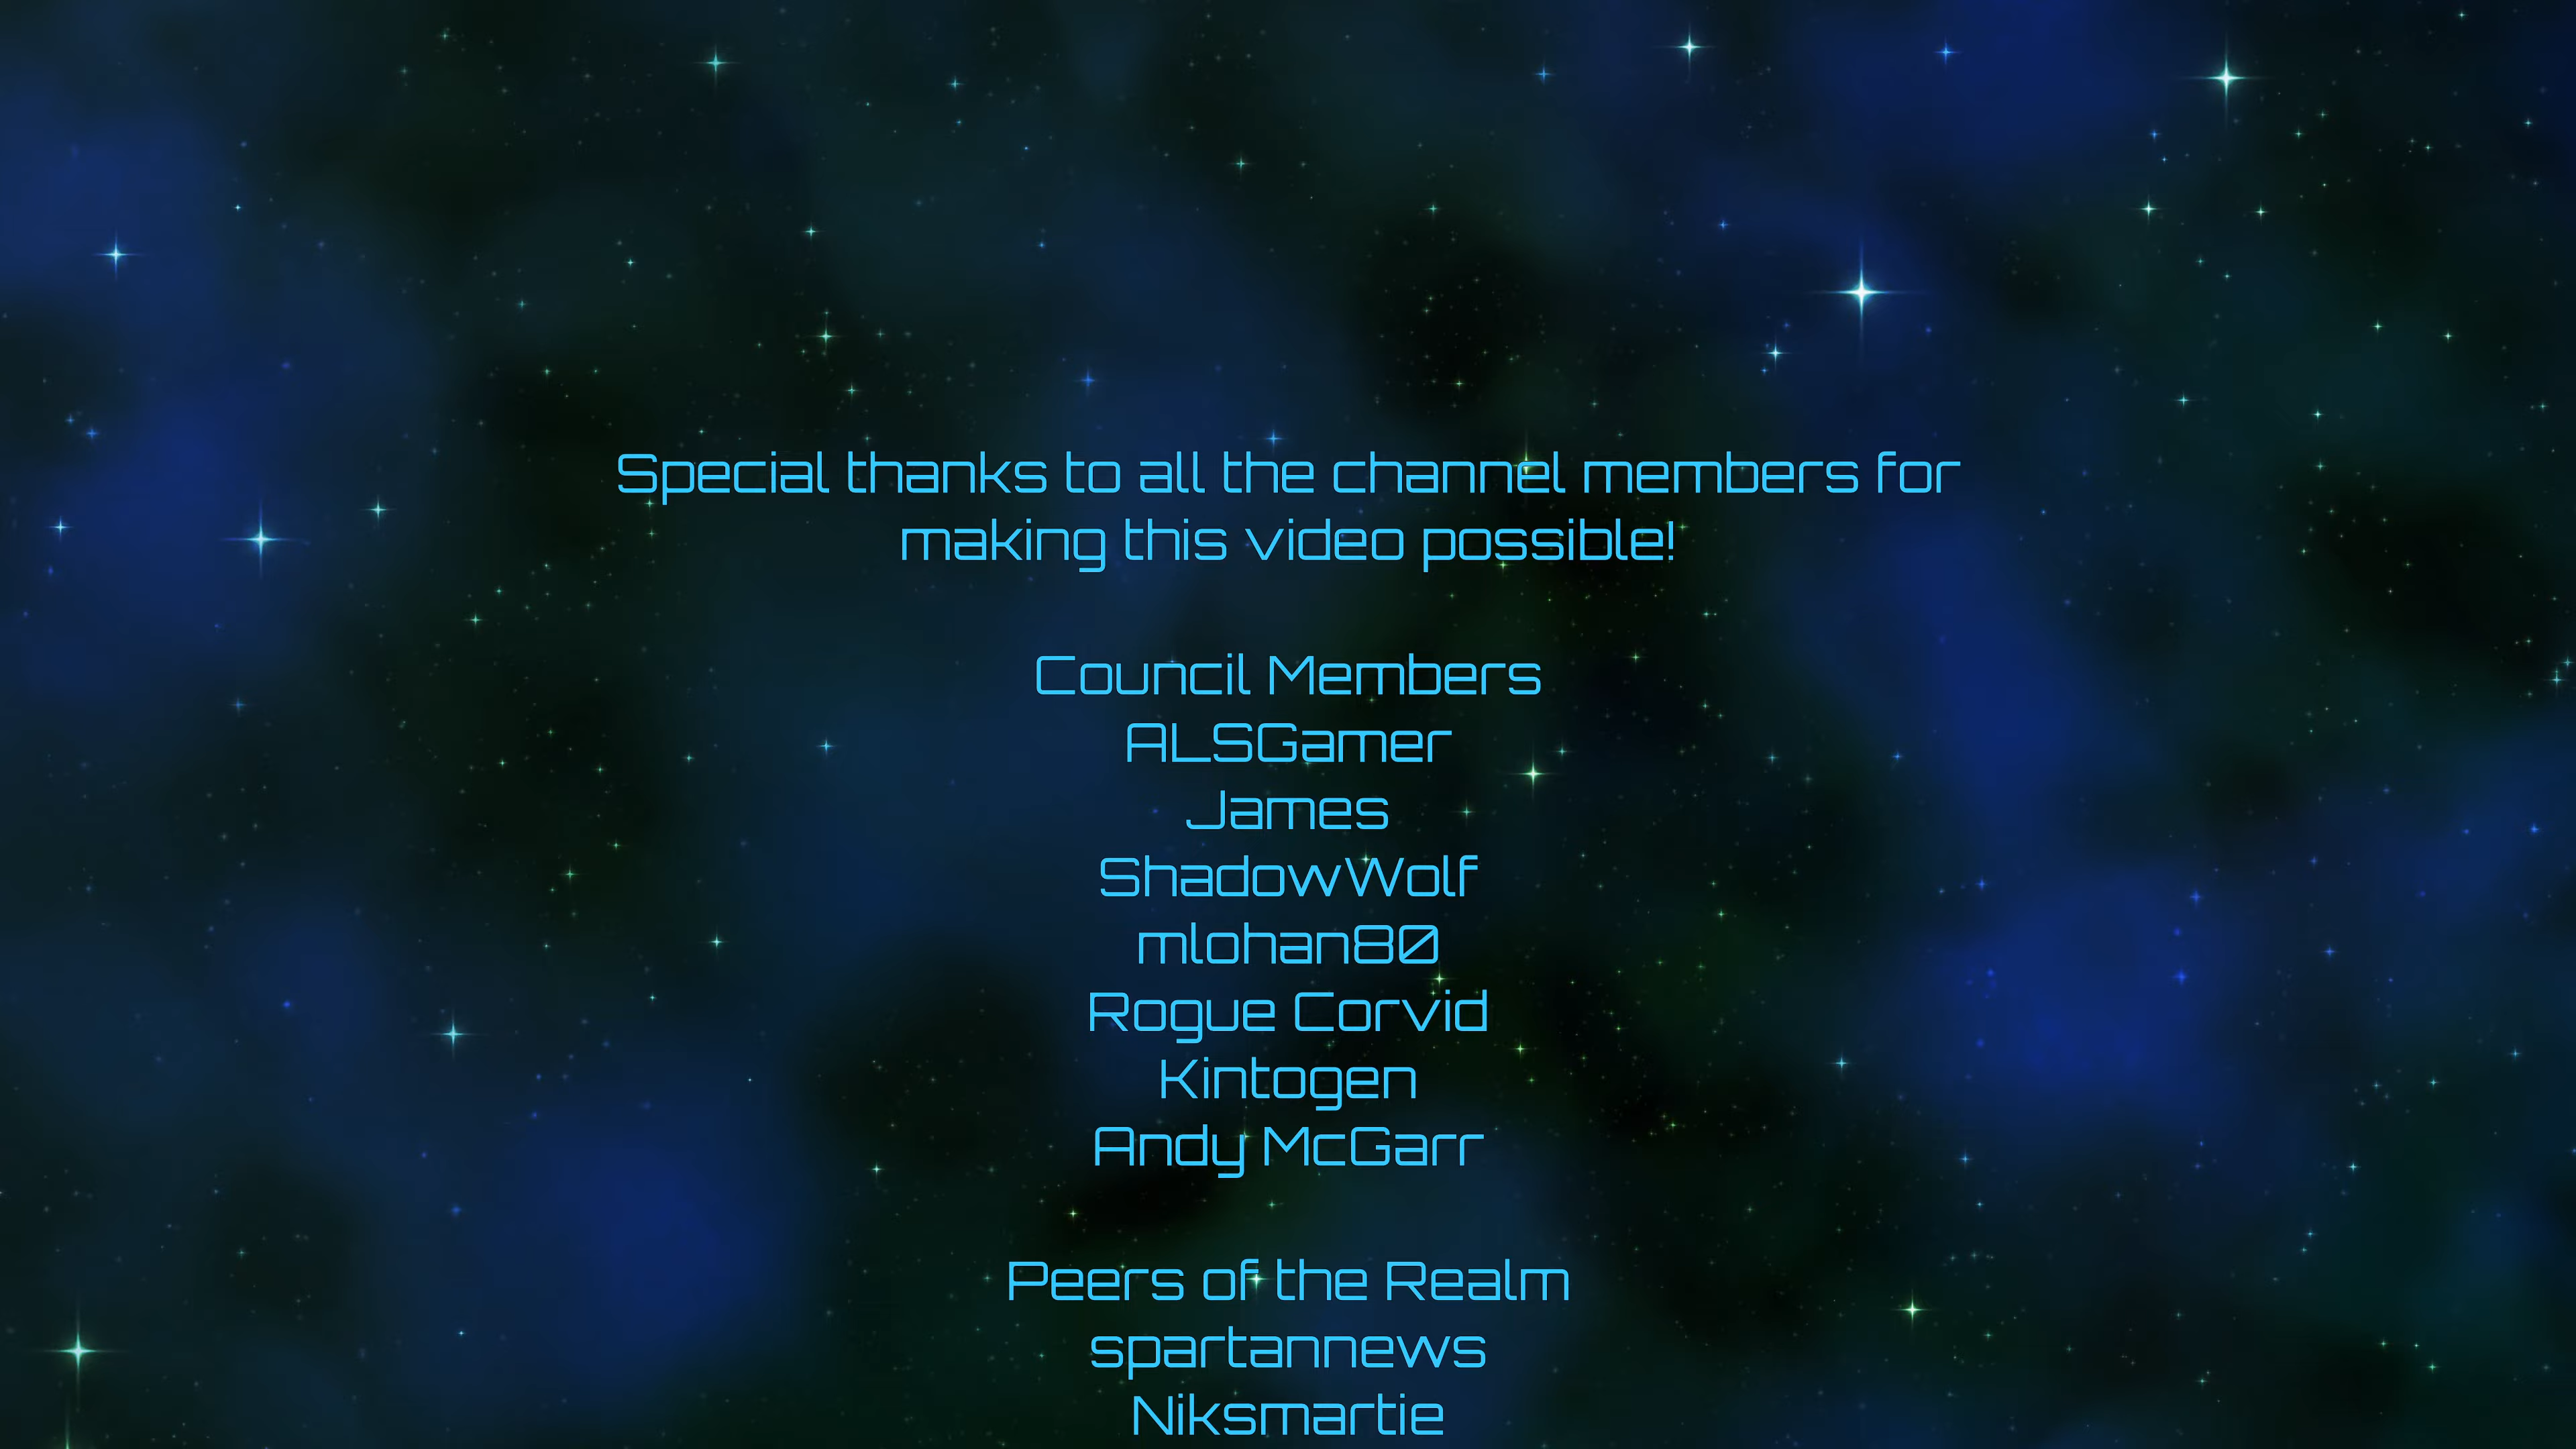 Special thanks to all the channel members for
making this video possible!
Council Members
ALSGamer
James
ShadowWolf
mlohan80
Rogue Corvid
Kintogen
Andy McGarr
Peers of the Realm
spartannews
Niksmartie